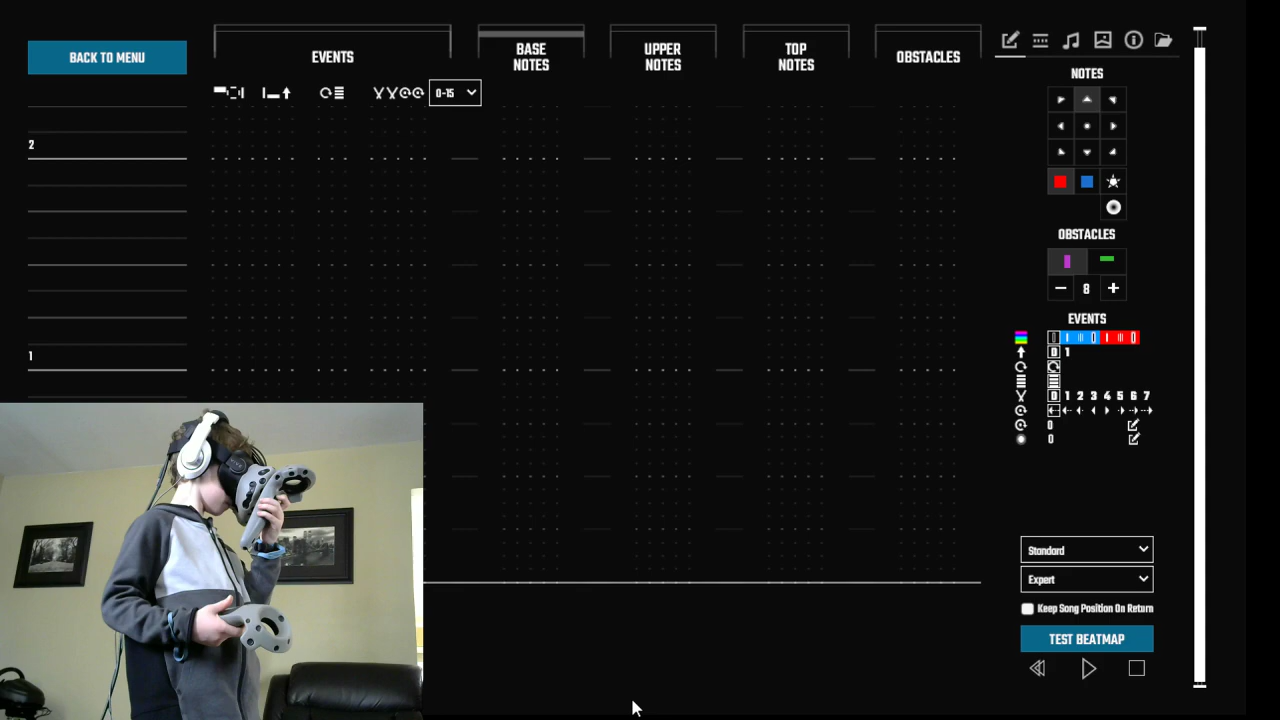 BACK TO MENU
EVENTS
BASE
NOTES
UPPER
NOTES
TOP
NOTES
OBSTACLES
0-15
2
1
NOTES
OBSTACLES
8
EVENTS
D 1
D 1 2 3 4 5 6 7
0
0
Standard
Expert
Keep Song Position On Return
TEST BEATMAP